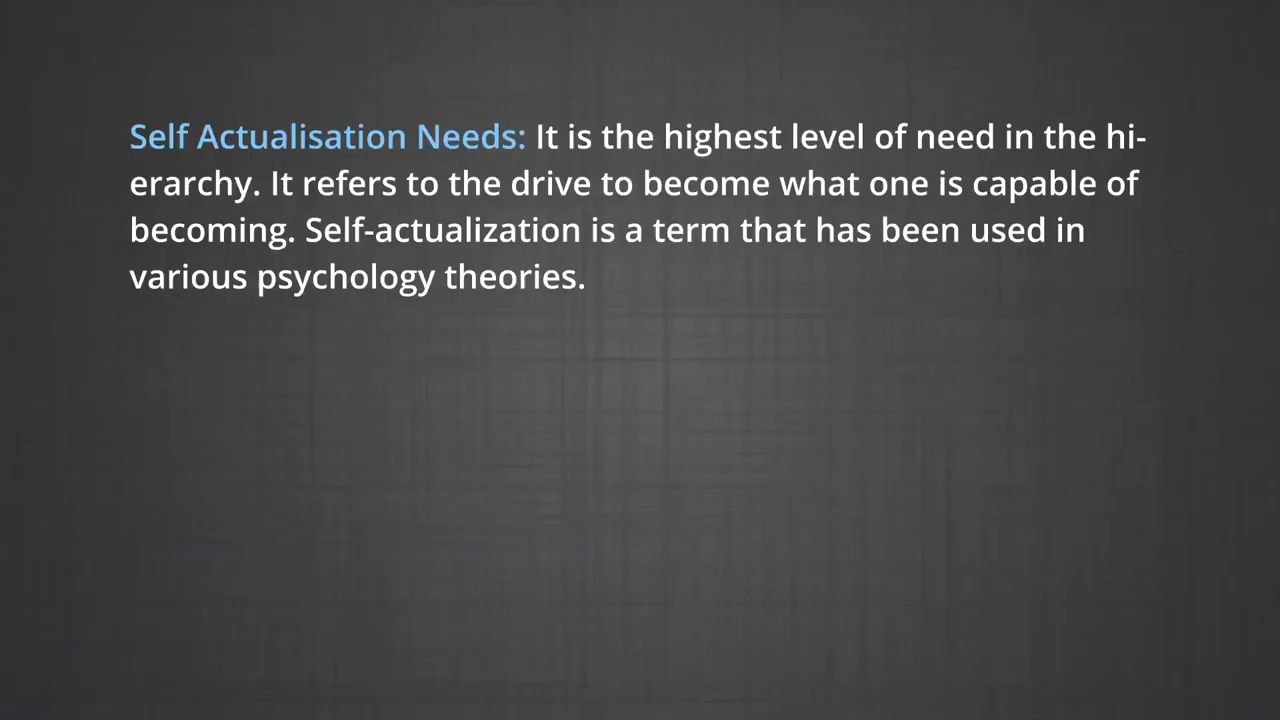 Self Actualisation Needs: It is the highest level of need in the hi-
erarchy. It refers to the drive to become what one is capable of
becoming. Self-actualization is a term that has been used in
various psychology theories.